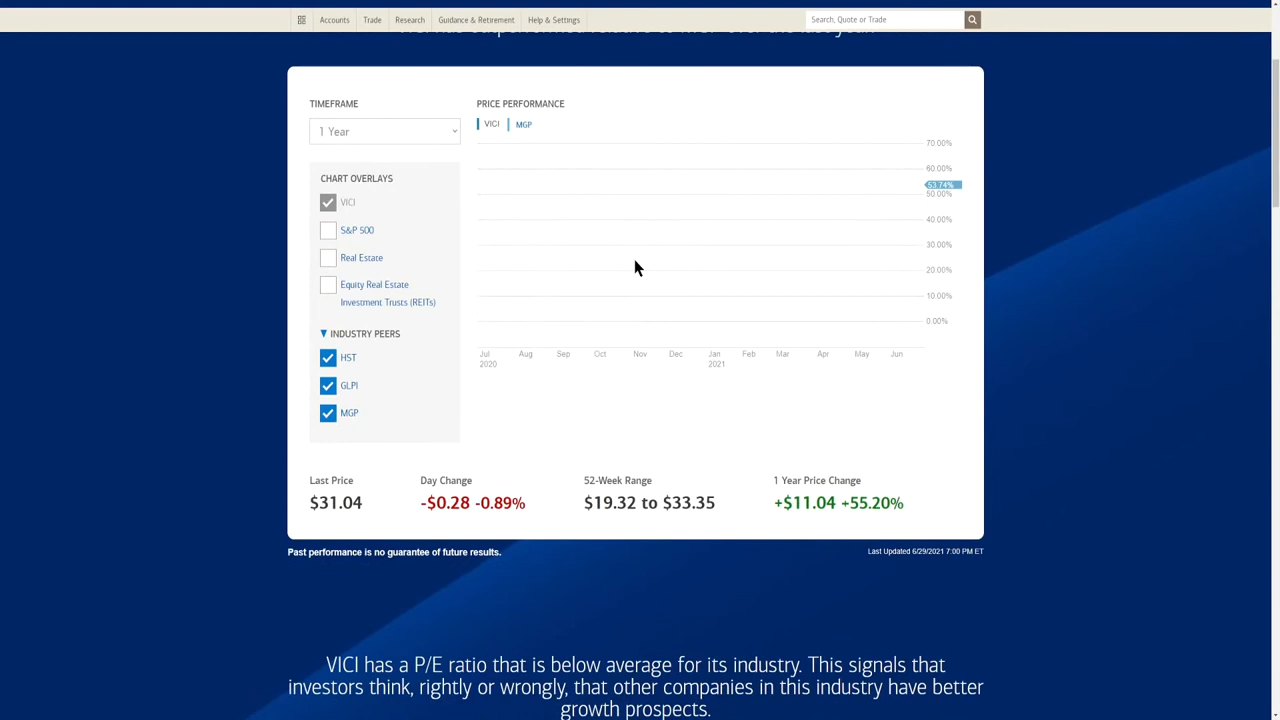 Accounts
Trade
Research
Guidance & Retirement
Help & Settings
Search, Quote or Trade
TIMEFRAME
1 Year
PRICE PERFORMANCE
VICI
MGP
70.00%
60.00%
53.74%
50.00%
40.00%
30.00%
20.00%
10.00%
0.00%
Jul
2020
Aug
Sep
Oct
Nov
Dec
Jan
2021
Feb
Mar
Apr
May
Jun
CHART OVERLAYS
VICI
S&P 500
Real Estate
Equity Real Estate
Investment Trusts (REITs)
INDUSTRY PEERS
HST
GLPI
MGP
Last Price
$31.04
Day Change
-$0.28 -0.89%
52-Week Range
$19.32 to $33.35
1 Year Price Change
+$11.04 +55.20%
Past performance is no guarantee of future results.
Last Updated 6/29/2021 7:00 PM ET
VICI has a P/E ratio that is below average for its industry. This signals that
investors think, rightly or wrongly, that other companies in this industry have better
growth prospects.